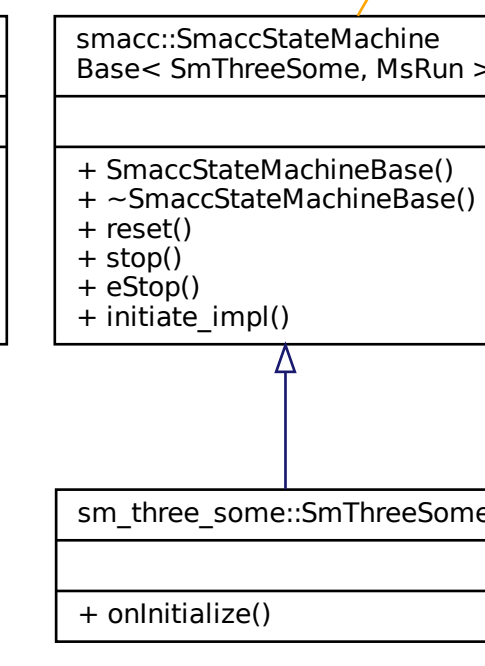 smacc::SmaccStateMachine
Base< SmThreeSome, MsRun >
+ SmaccStateMachineBase()
+ ~SmaccStateMachineBase()
+ reset()
+ stop()
+ eStop()
+ initiate_impl()
sm_three_some::SmThreeSome
+ onInitialize()